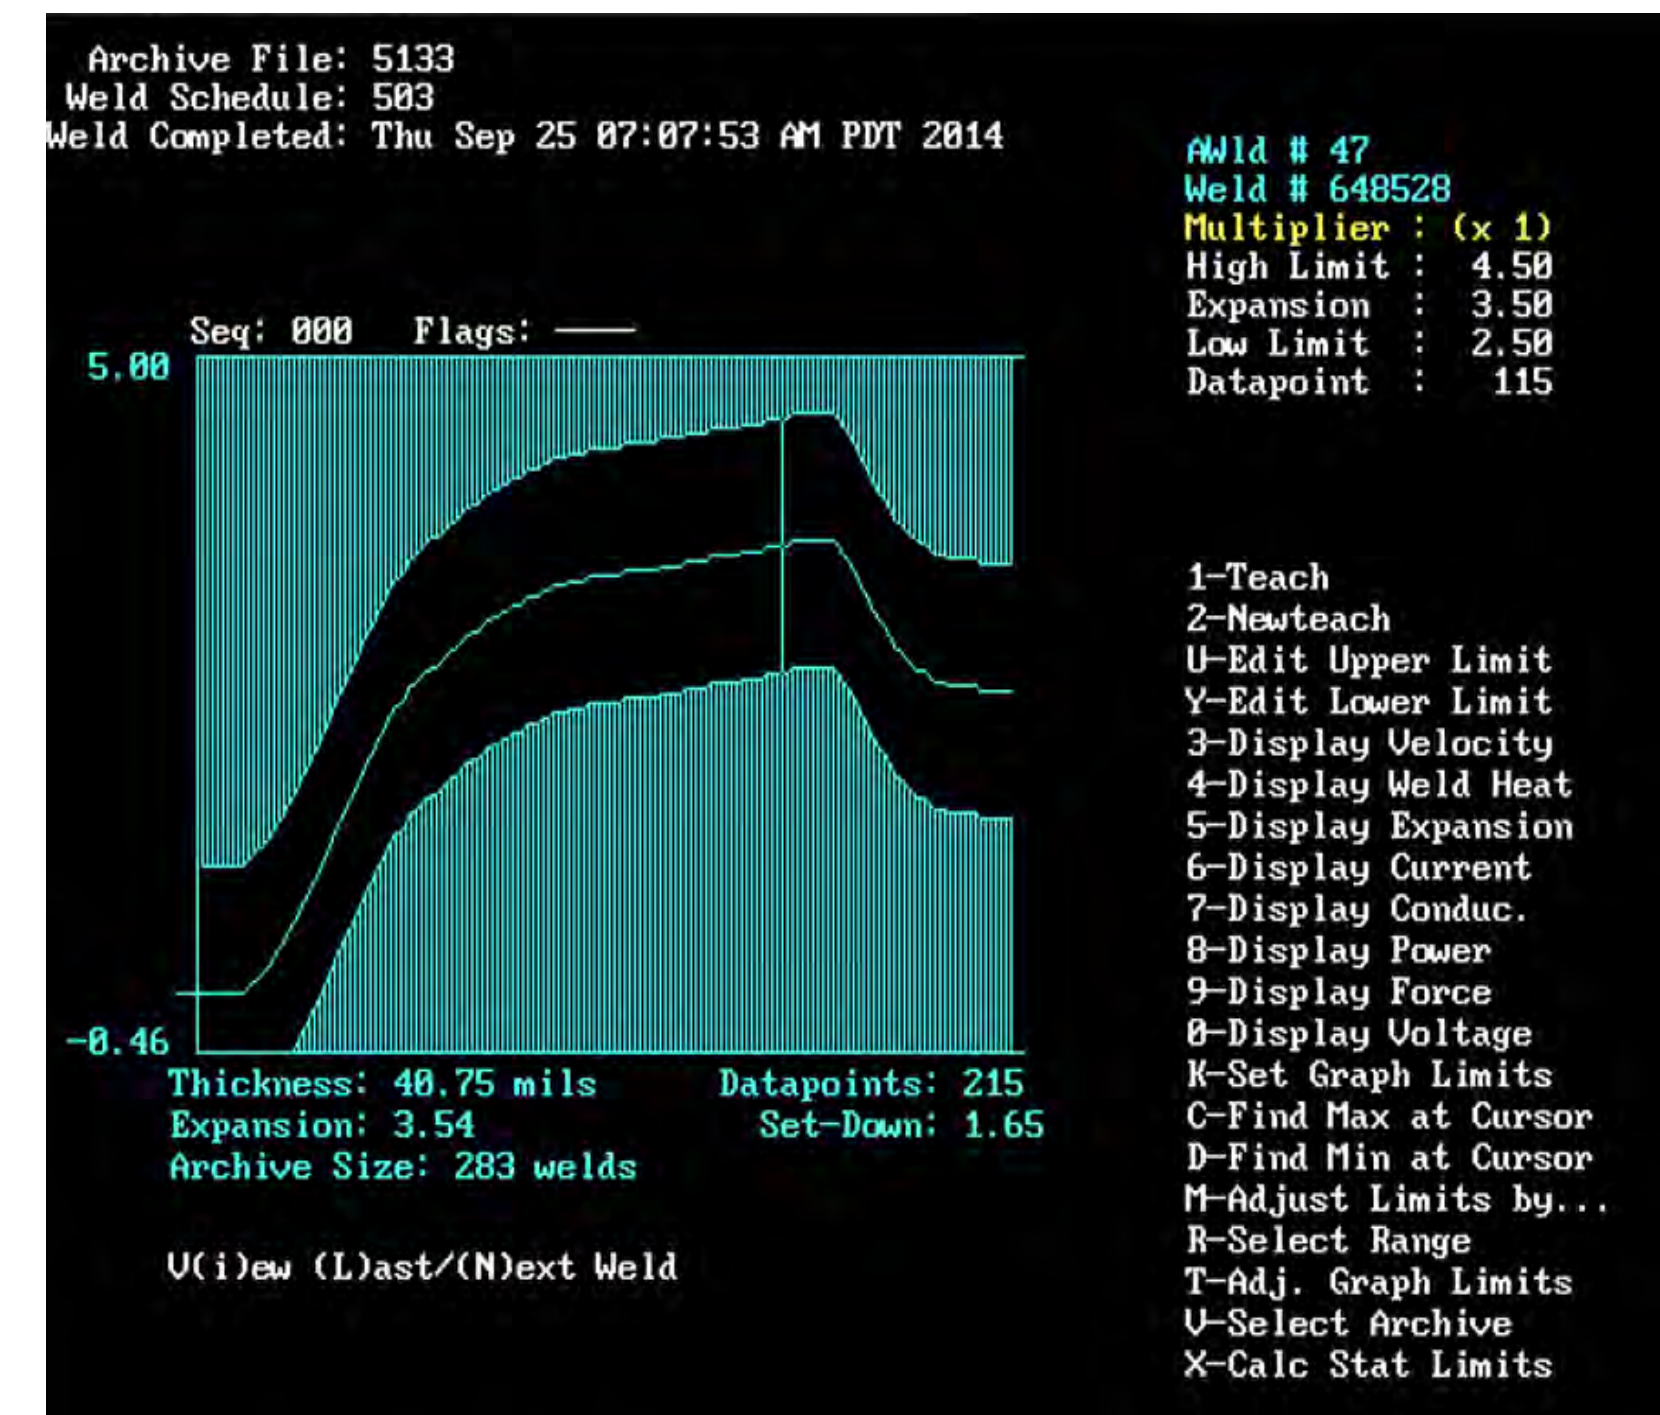 Archive File: 5133
Weld Schedule: 503
Weld Completed: Thu Sep 25 07:07:53 AM PDT 2014
AWld # 47
Weld # 648528
Multiplier : (x 1)
High Limit : 4.50
Expansion : 3.50
Low Limit : 2.50
Datapoint : 115
Seq: 000 Flags: ————
5.00
-0.46
Thickness: 40.75 mils Datapoints: 215
Expansion: 3.54 Set-Down: 1.65
Archive Size: 283 welds
V(i)ew (L)ast/(N)ext Weld
1-Teach
2-Newteach
U-Edit Upper Limit
Y-Edit Lower Limit
3-Display Velocity
4-Display Weld Heat
5-Display Expansion
6-Display Current
7-Display Conduc.
8-Display Power
9-Display Force
0-Display Voltage
K-Set Graph Limits
C-Find Max at Cursor
D-Find Min at Cursor
M-Adjust Limits by...
R-Select Range
T-Adj. Graph Limits
V-Select Archive
X-Calc Stat Limits